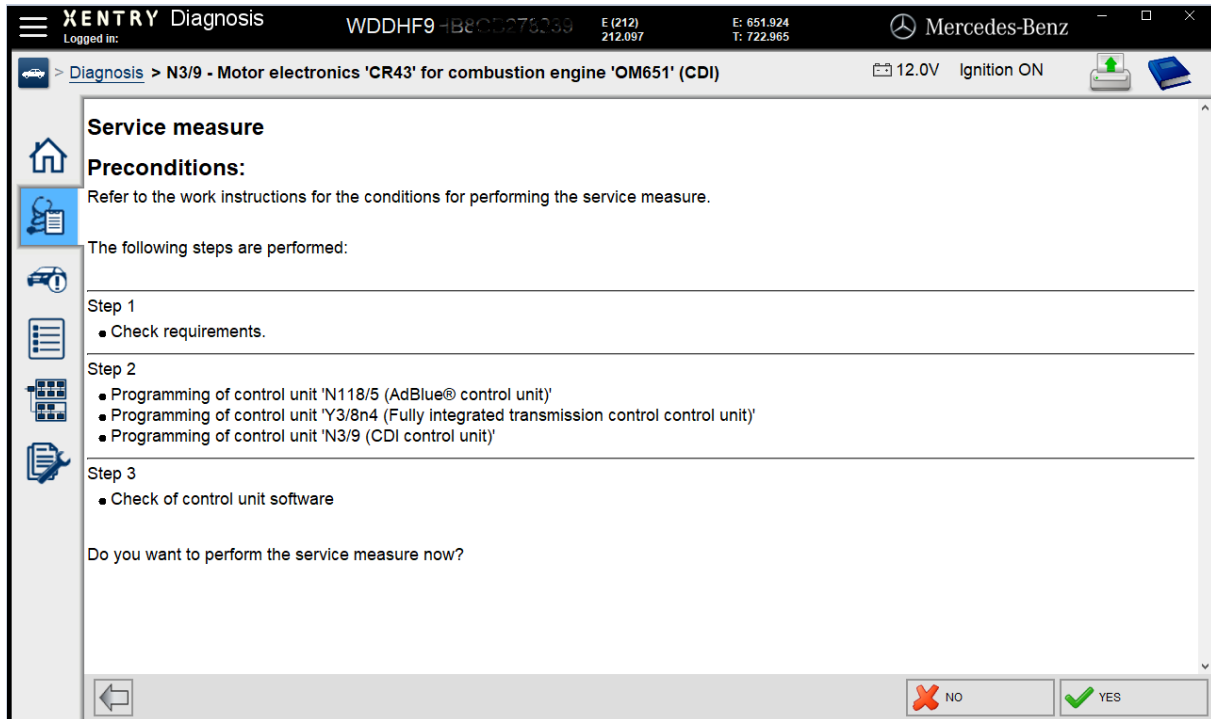 XENTRY Diagnosis
Logged in:
WDDHF9
E (212)
212.097
E: 651.924
T: 722.965
Mercedes-Benz
> Diagnosis > N3/9 - Motor electronics 'CR43' for combustion engine 'OM651' (CDI)
12.0V Ignition ON
Service measure
Preconditions:
Refer to the work instructions for the conditions for performing the service measure.
The following steps are performed:
Step 1
• Check requirements.
Step 2
• Programming of control unit 'N118/5 (AdBlue® control unit)'
• Programming of control unit 'Y3/8n4 (Fully integrated transmission control control unit)'
• Programming of control unit 'N3/9 (CDI control unit)'
Step 3
• Check of control unit software
Do you want to perform the service measure now?
NO
YES